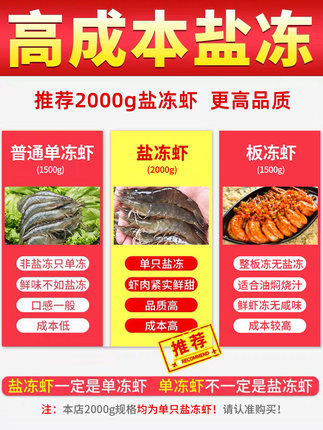 高成本盐冻
推荐2000g盐冻虾 更高品质
普通单冻虾
(1500g)
非盐冻只单冻
鲜味不如盐冻
口感一般
成本低
盐冻虾
(2000g)
单只盐冻
虾肉紧实鲜甜
品质高
成本高
板冻虾
(1500g)
整板冻无盐冻
适合油焖烧汁
鲜虾冻无咸味
成本较高
推荐
RECOMMEND
盐冻虾一定是单冻虾 单冻虾不一定是盐冻虾
注：本店2000g规格均为单只盐冻虾！请认准购买！